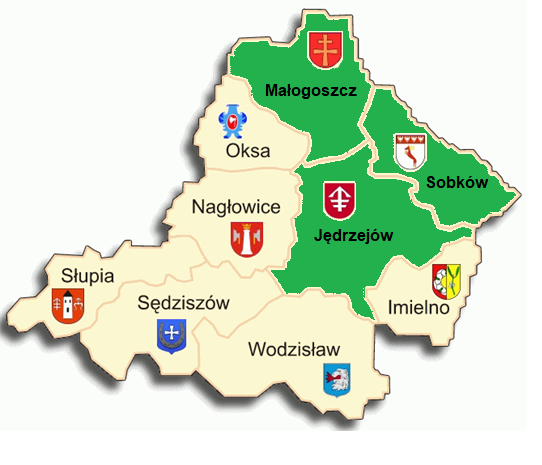 Małogoszcz
Oksa
Sobków
Nagłowice
Jędrzejów
Słupia
Sędziszów
Imielno
Wodzisław